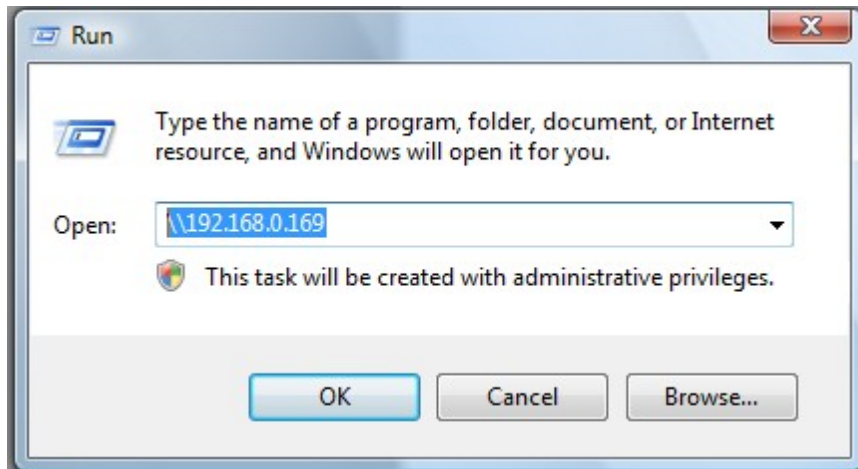 Run
Type the name of a program, folder, document, or Internet
resource, and Windows will open it for you.
Open: \\192.168.0.169
This task will be created with administrative privileges.
OK Cancel Browse...